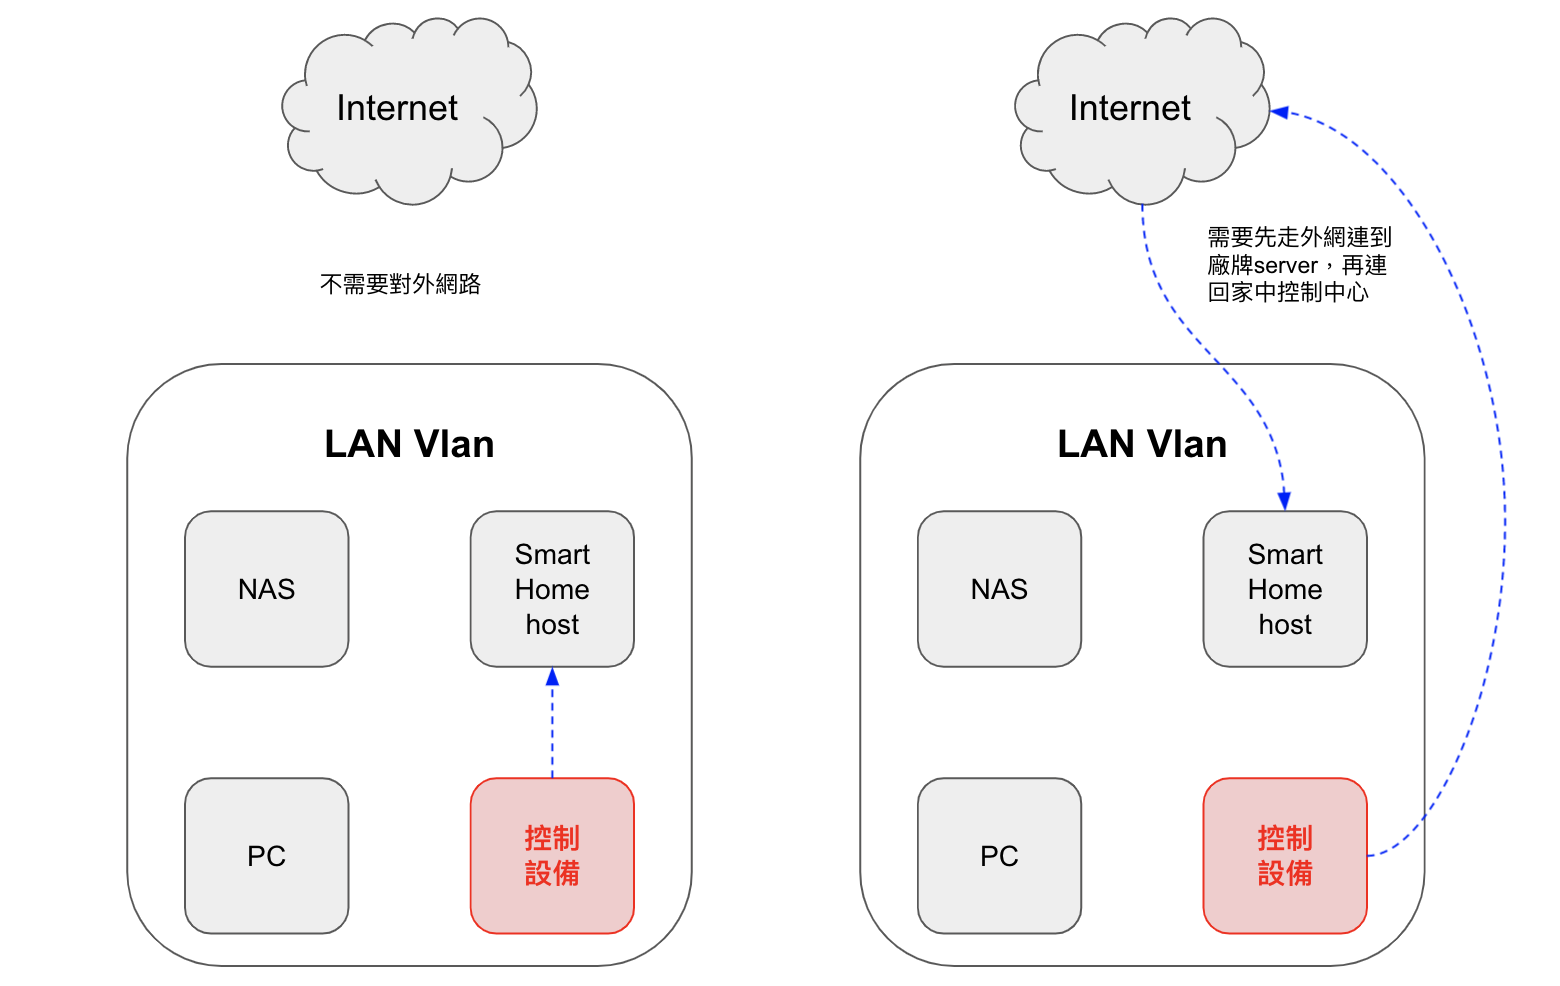 Internet
不需要對外網路
LAN Vlan
NAS
Smart
Home
host
PC
控制
設備
Internet
需要先走外網連到
廠牌server，再連
回家中控制中心
LAN Vlan
NAS
Smart
Home
host
PC
控制
設備